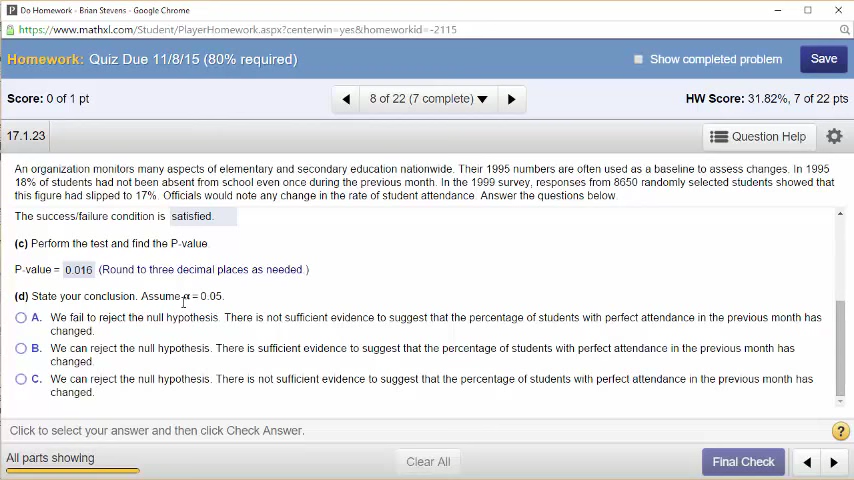 Do Homework - Brian Stevens - Google Chrome
https://www.mathxl.com/Student/PlayerHomework.aspx?centerwin=yes&homeworkid=-2115
Homework: Quiz Due 11/8/15 (80% required)
Show completed problem
Save
Score: 0 of 1 pt
8 of 22 (7 complete)
HW Score: 31.82%, 7 of 22 pts
17.1.23
Question Help
An organization monitors many aspects of elementary and secondary education nationwide. Their 1995 numbers are often used as a baseline to assess changes. In 1995
18% of students had not been absent from school even once during the previous month. In the 1999 survey, responses from 8650 randomly selected students showed that
this figure had slipped to 17%. Officials would note any change in the rate of student attendance. Answer the questions below.
The success/failure condition is satisfied.
(c) Perform the test and find the P-value.
P-value = 0.016 (Round to three decimal places as needed.)
(d) State your conclusion. Assume α = 0.05.
A. We fail to reject the null hypothesis. There is not sufficient evidence to suggest that the percentage of students with perfect attendance in the previous month has
changed.
B. We can reject the null hypothesis. There is sufficient evidence to suggest that the percentage of students with perfect attendance in the previous month has
changed.
C. We can reject the null hypothesis. There is not sufficient evidence to suggest that the percentage of students with perfect attendance in the previous month has
changed.
Click to select your answer and then click Check Answer.
?
All parts showing
Clear All
Final Check